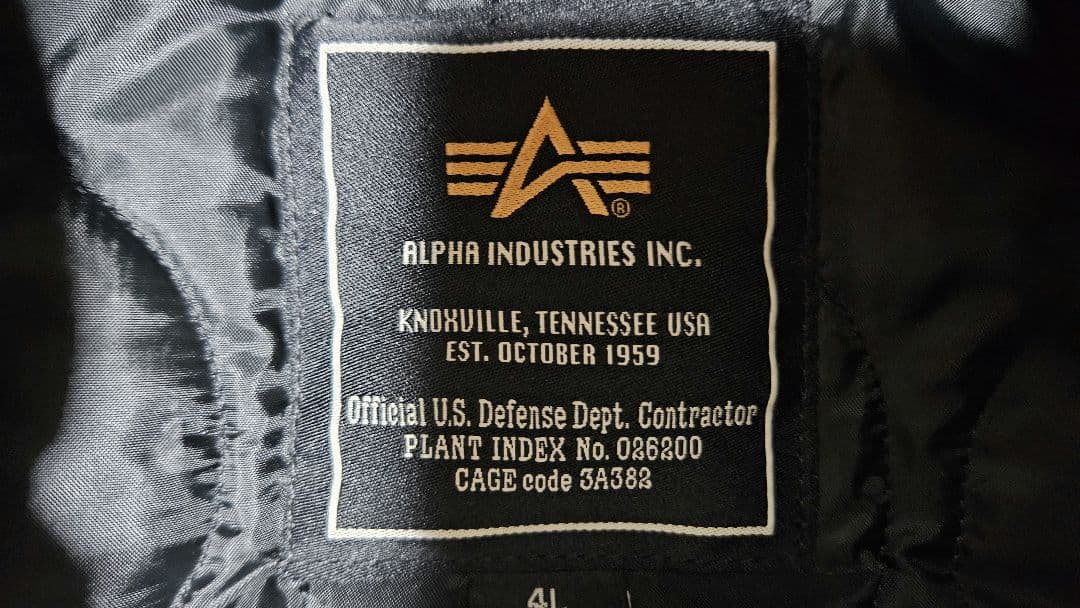 ®
ALPHA INDUSTRIES INC.
KNOXVILLE, TENNESSEE USA
EST. OCTOBER 1959
Official U.S. Defense Dept. Contractor
PLANT INDEX No. 026200
CAGE code 3A382